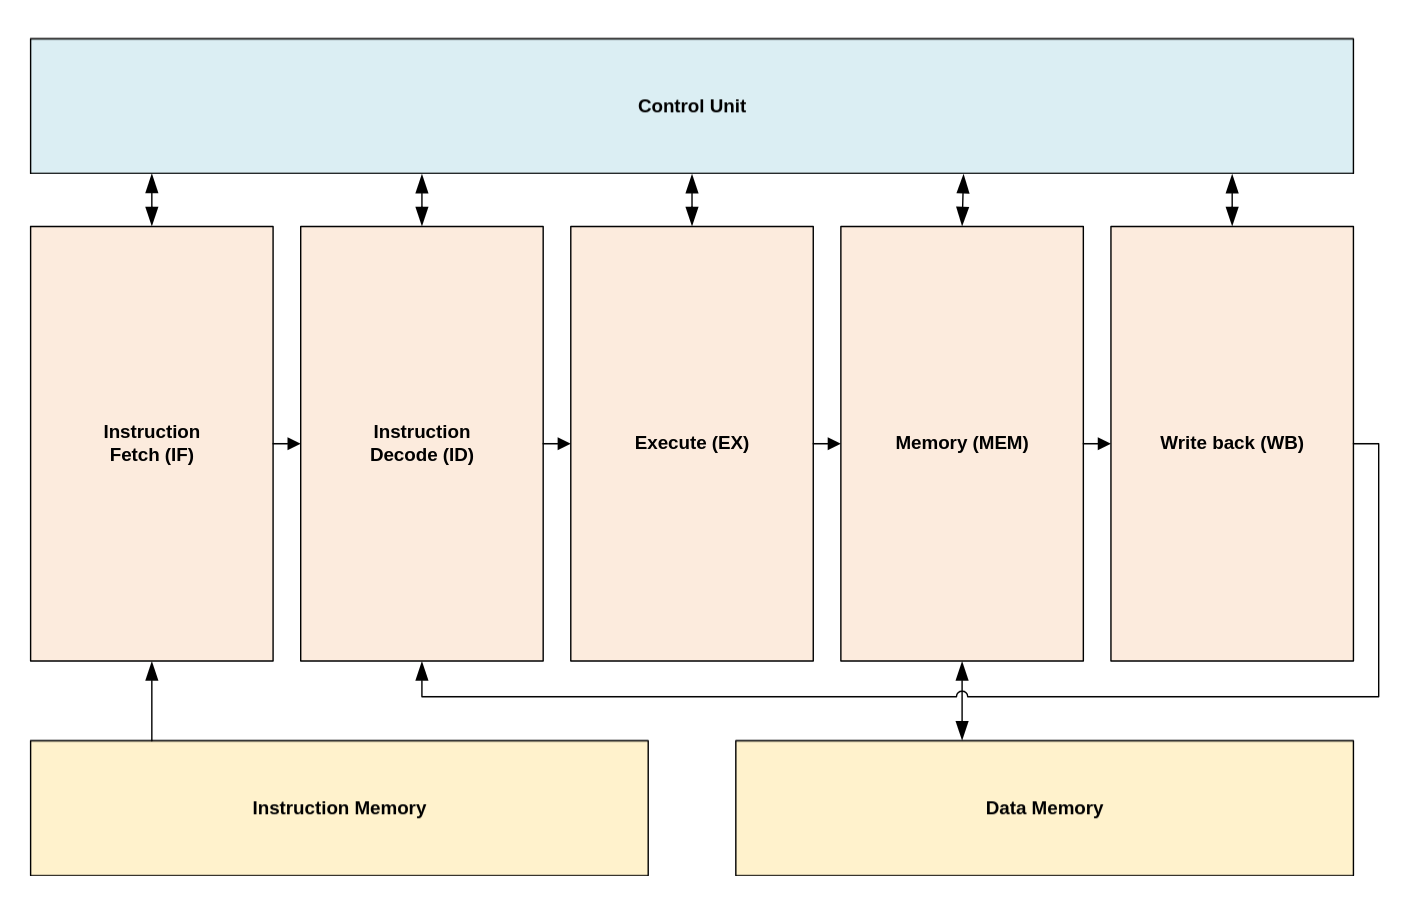 Control Unit
Instruction
Fetch (IF)
Instruction
Decode (ID)
Execute (EX)
Memory (MEM)
Write back (WB)
Instruction Memory
Data Memory